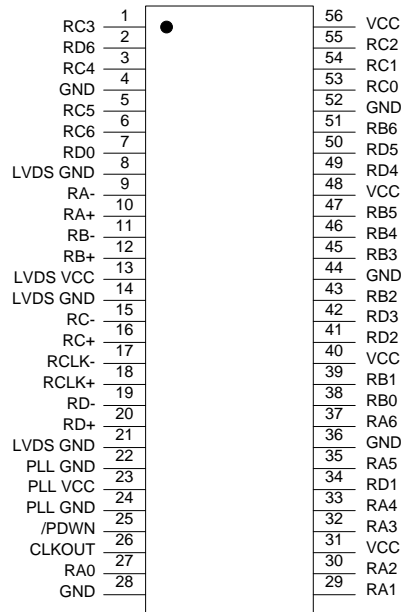 RC3 1
RD6 2
RC4 3
GND 4
RC5 5
RC6 6
RD0 7
LVDS GND 8
RA- 9
RA+ 10
RB- 11
RB+ 12
LVDS VCC 13
LVDS GND 14
RC- 15
RC+ 16
RCLK- 17
RCLK+ 18
RD- 19
RD+ 20
LVDS GND 21
PLL GND 22
PLL VCC 23
PLL GND 24
/PDWN 25
CLKOUT 26
RA0 27
GND 28
56 VCC
55 RC2
54 RC1
53 RC0
52 GND
51 RB6
50 RD5
49 RD4
48 VCC
47 RB5
46 RB4
45 RB3
44 GND
43 RB2
42 RD3
41 RD2
40 VCC
39 RB1
38 RB0
37 RA6
36 GND
35 RA5
34 RD1
33 RA4
32 RA3
31 VCC
30 RA2
29 RA1